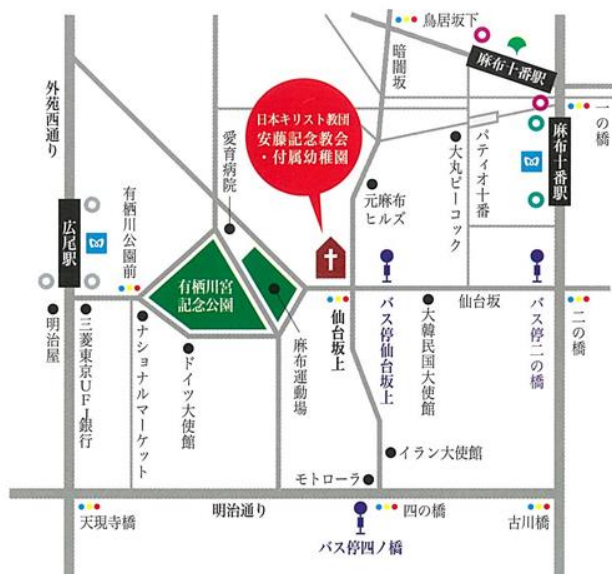 鳥居坂下
麻布十番駅
暗闇坂
外苑西通り
日本キリスト教団
安藤記念教会
・付属幼稚園
愛育病院
一の橋
麻布十番駅
パティオ十番
大丸ピーコック
元麻布
ヒルズ
有栖川公園前
広尾駅
有栖川宮
記念公園
仙台坂
明治屋
三菱東京UFJ銀行
ナショナルマーケット
ドイツ大使館
麻布運動場
仙台坂上
バス停仙台坂上
大韓民国大使館
バス停二の橋
二の橋
イラン大使館
モトローラ
天現寺橋
明治通り
四の橋
古川橋
バス停四ノ橋